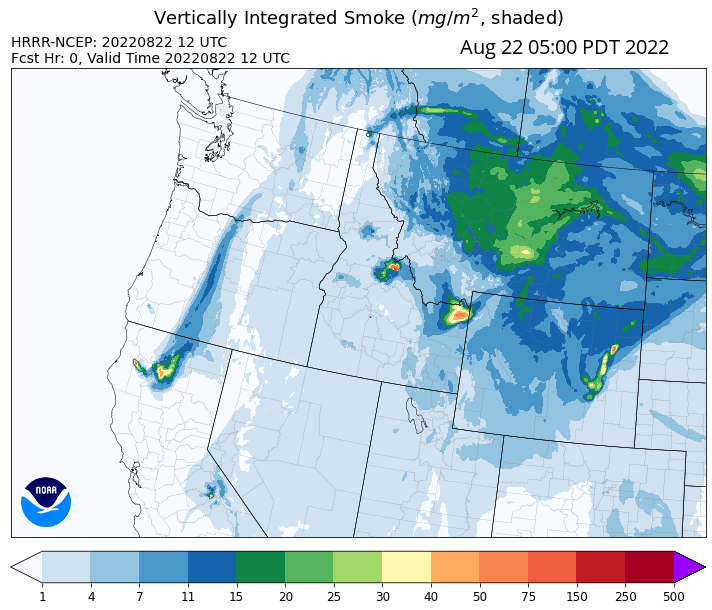 Vertically Integrated Smoke (mg/m², shaded)
HRRR-NCEP: 20220822 12 UTC
Fcst Hr: 0, Valid Time 20220822 12 UTC
Aug 22 05:00 PDT 2022
NOAA
1 4 7 11 15 20 25 30 40 50 75 150 250 500